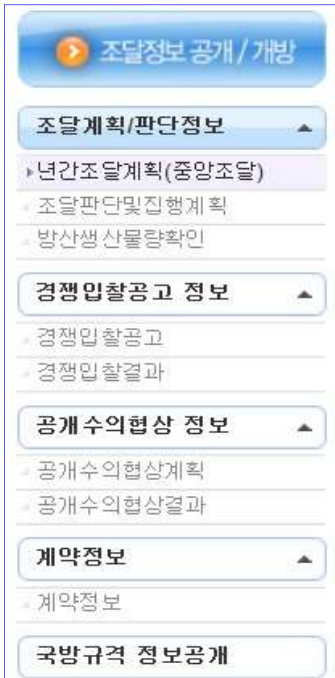 조달정보 공개 / 개방
조달계획/판단정보
년간조달계획(중앙조달)
조달판단및집행계획
방산생산물량확인
경쟁입찰공고 정보
경쟁입찰공고
경쟁입찰결과
공개수의협상 정보
공개수의협상계획
공개수의협상결과
계약정보
계약정보
국방규격 정보공개